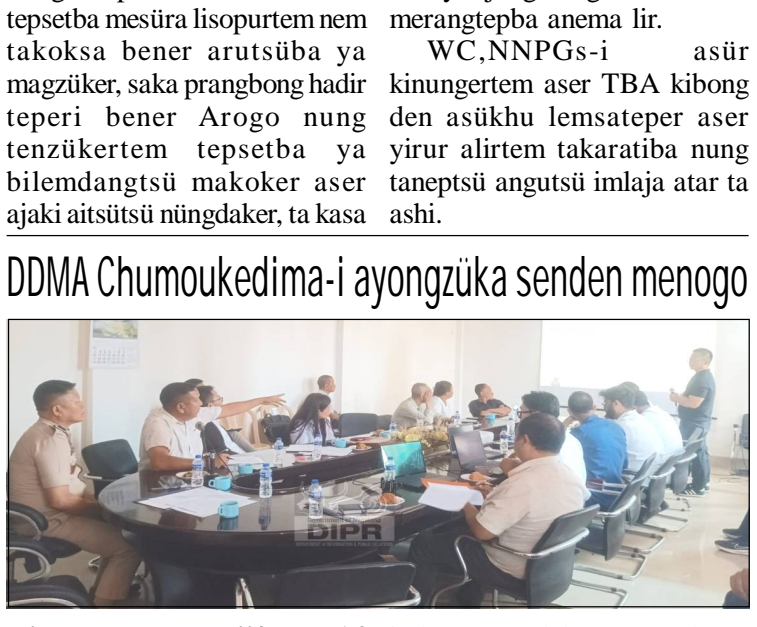 tepsetba mesüra lisopurtem nem
takoksa bener arutsüba ya
magzüker, saka prangbong hadir
teperi bener Arogo nung
tenzükertem tepsetba ya
bilemdangtsü makoker aser
ajaki aitsütsü nüngdaker, ta kasa
merangtepba anema lir.
WC,NNPGs-i asür
kinungertem aser TBA kibong
den asükhu lemsateper aser
yirur alirtem takaratiba nung
taneptsü angutsü imlaja atar ta
ashi.
DDMA Chumoukedima-i ayongzüka senden menogo
DIPR